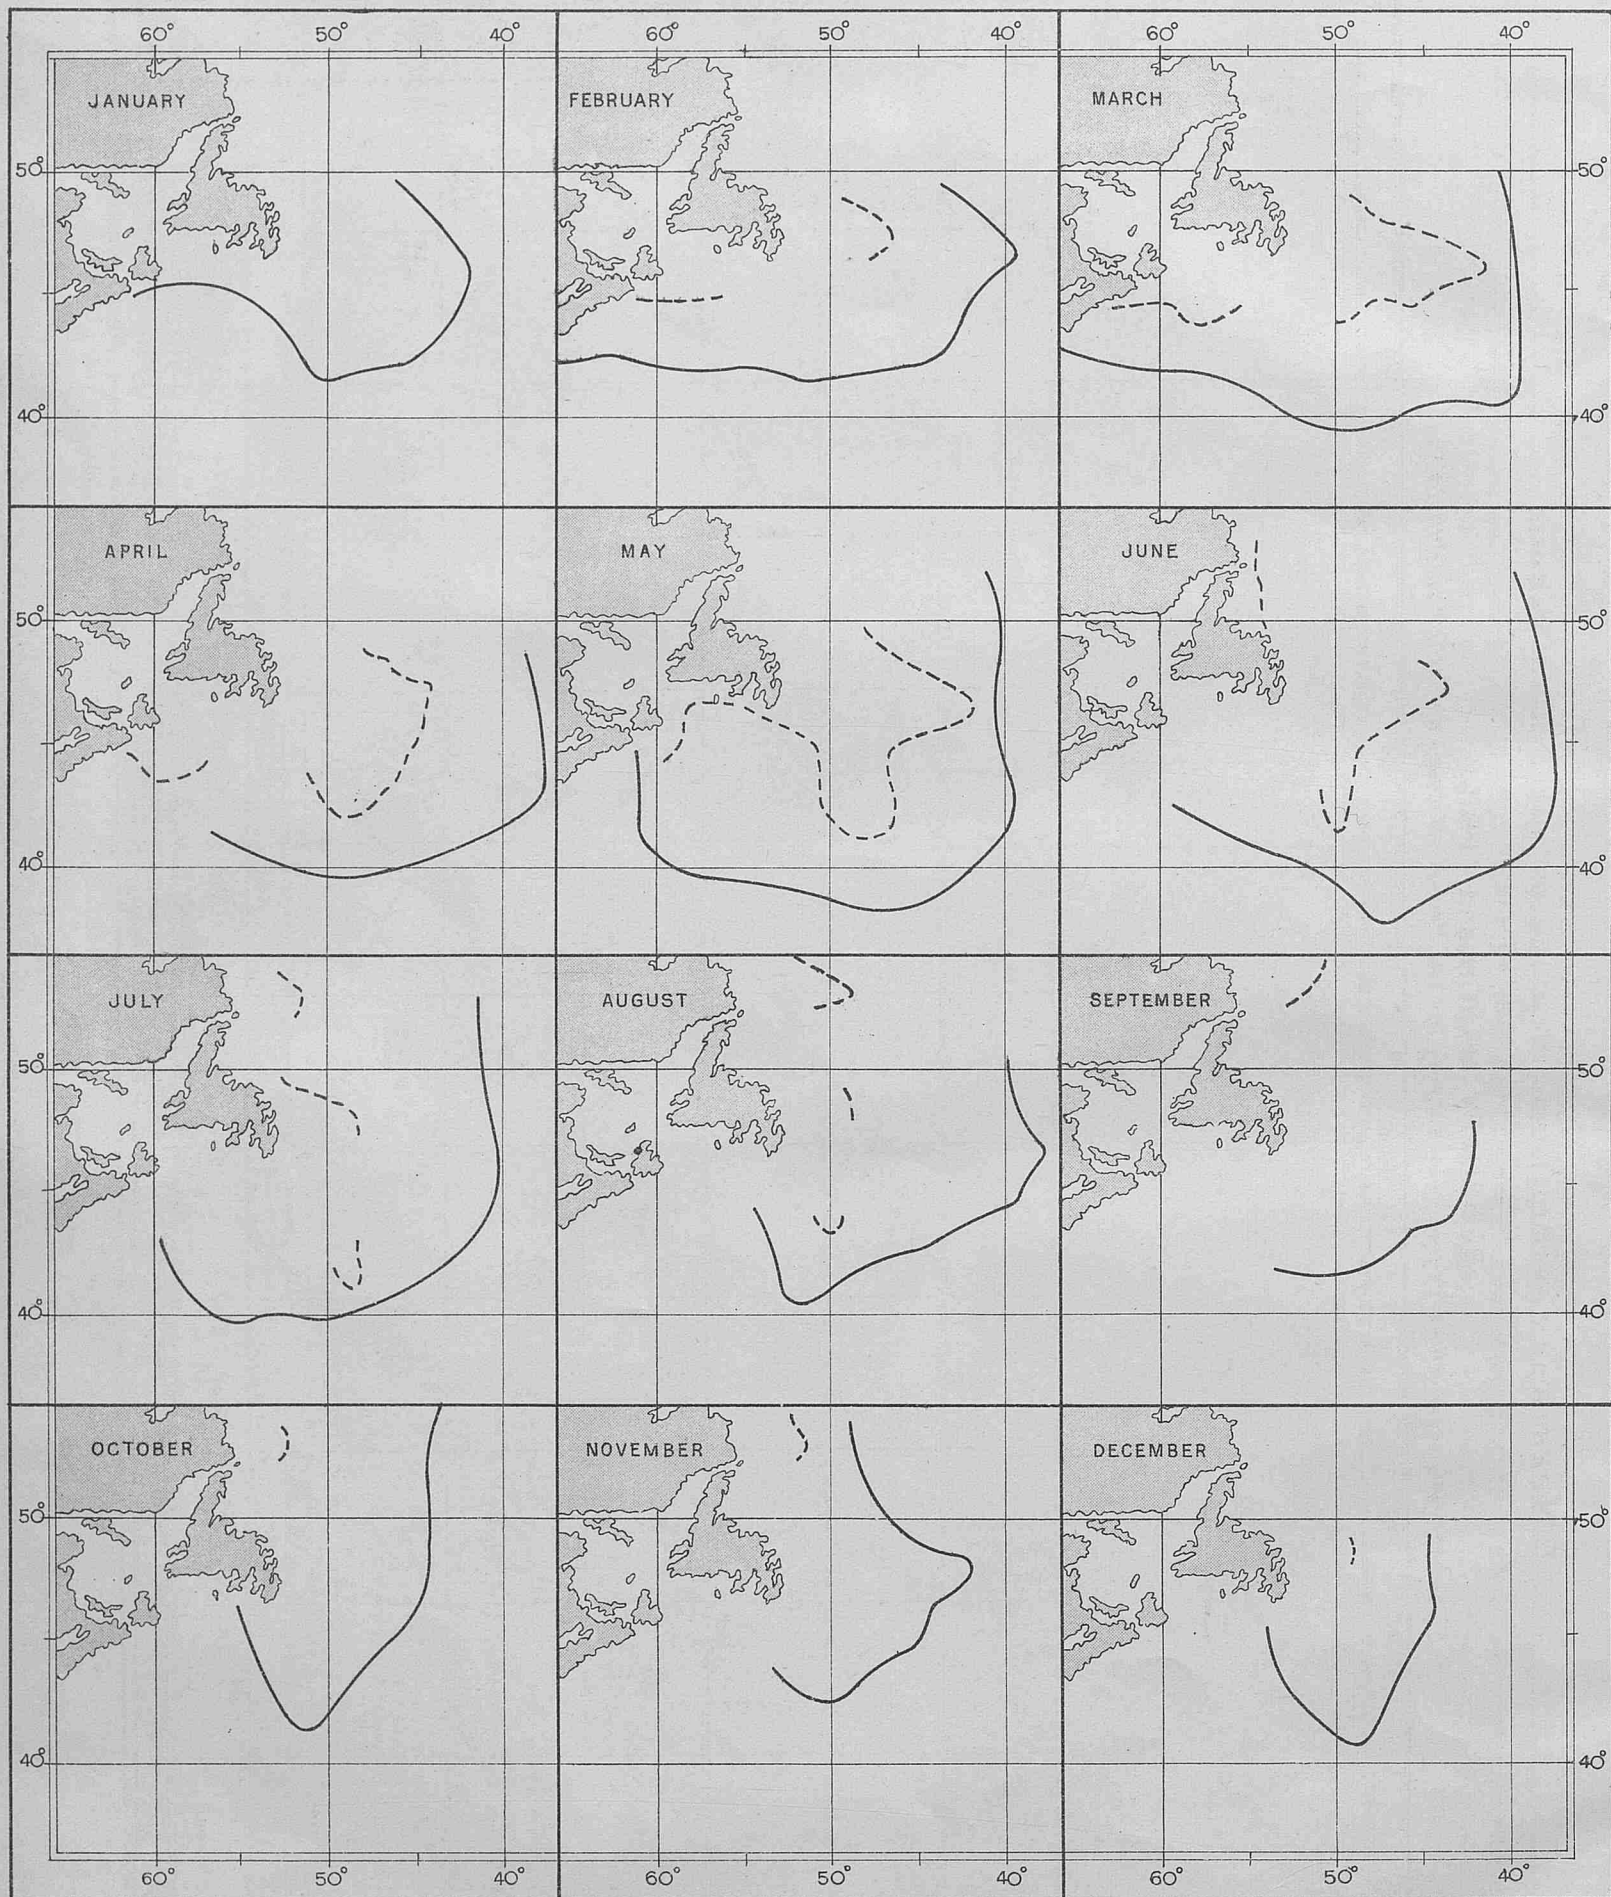 60° 50° 40° 60° 50° 40° 60° 50° 40°
JANUARY FEBRUARY MARCH
50° 50°
40° 40°
APRIL MAY JUNE
50° 50°
40° 40°
JULY AUGUST SEPTEMBER
50° 50°
40° 40°
OCTOBER NOVEMBER DECEMBER
50° 50°
40° 40°
60° 50° 40° 60° 50° 40° 60° 50° 40°